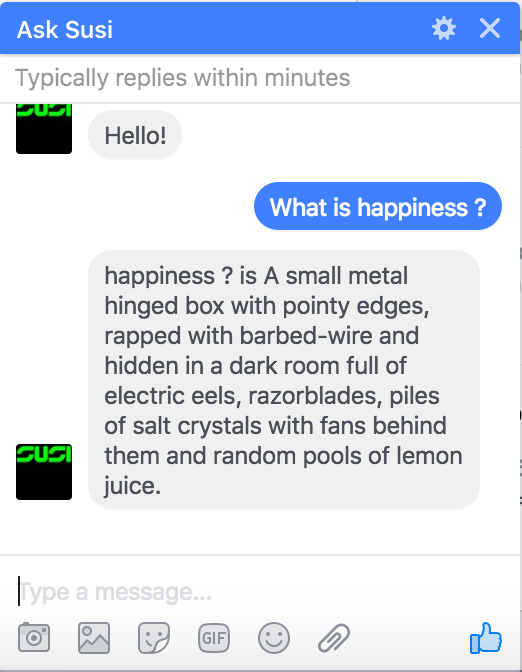 Ask Susi
Typically replies within minutes
SUSI
Hello!
What is happiness ?
happiness ? is A small metal
hinged box with pointy edges,
rapped with barbed-wire and
hidden in a dark room full of
electric eels, razorblades, piles
of salt crystals with fans behind
them and random pools of lemon
juice.
SUSI
Type a message...
GIF